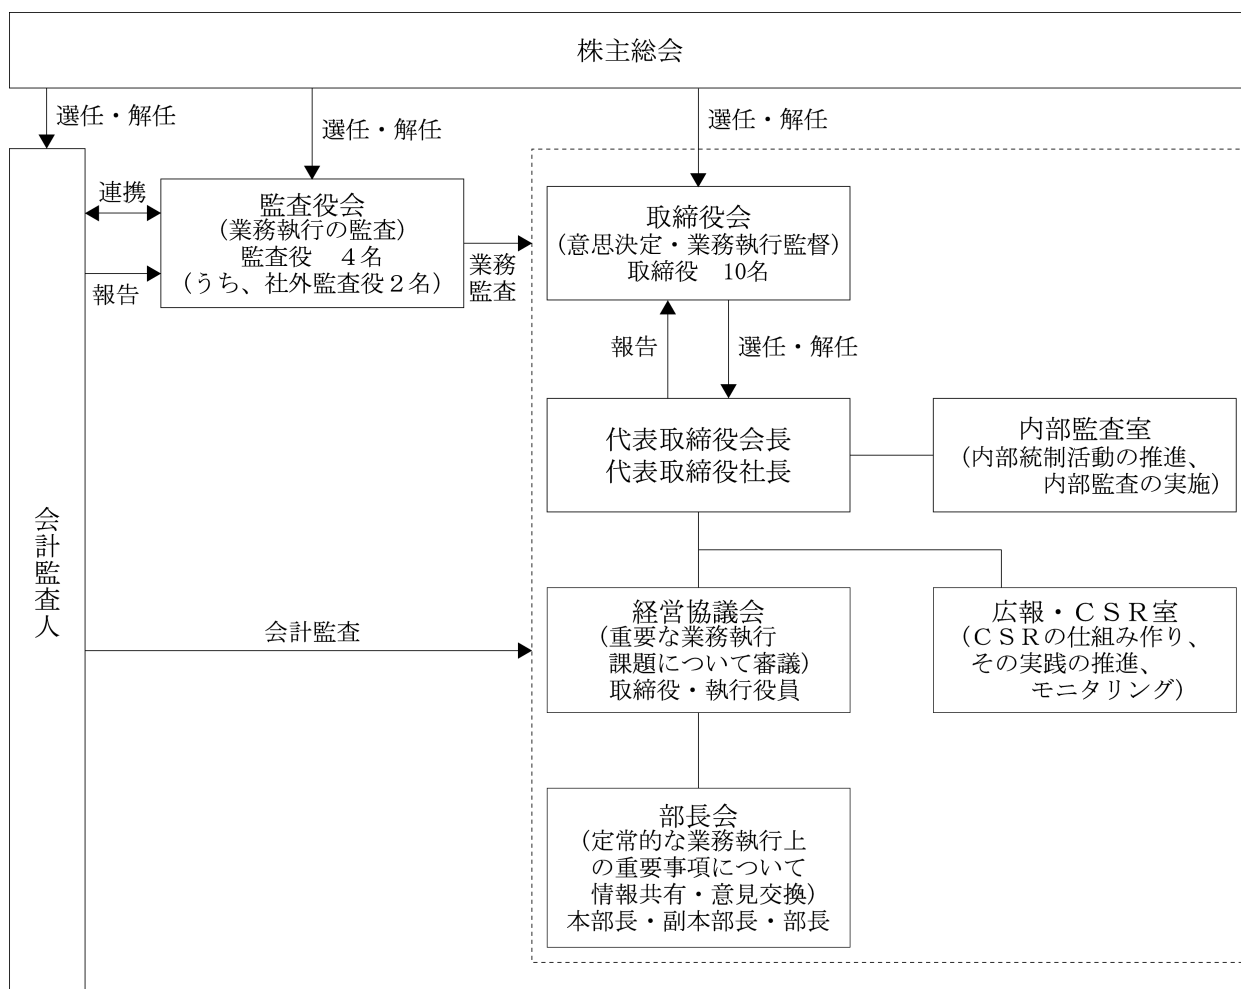 株主総会
選任・解任
選任・解任
選任・解任
連携
監査役会
(業務執行の監査)
監査役　４名
(うち、社外監査役２名)
報告
業務
監査
取締役会
(意思決定・業務執行監督)
取締役　10名
報告
選任・解任
代表取締役会長
代表取締役社長
内部監査室
(内部統制活動の推進、
内部監査の実施)
会計監査人
会計監査
経営協議会
(重要な業務執行
課題について審議)
取締役・執行役員
広報・ＣＳＲ室
(ＣＳＲの仕組み作り、
その実践の推進、
モニタリング)
部長会
(定常的な業務執行上
の重要事項について
情報共有・意見交換)
本部長・副本部長・部長